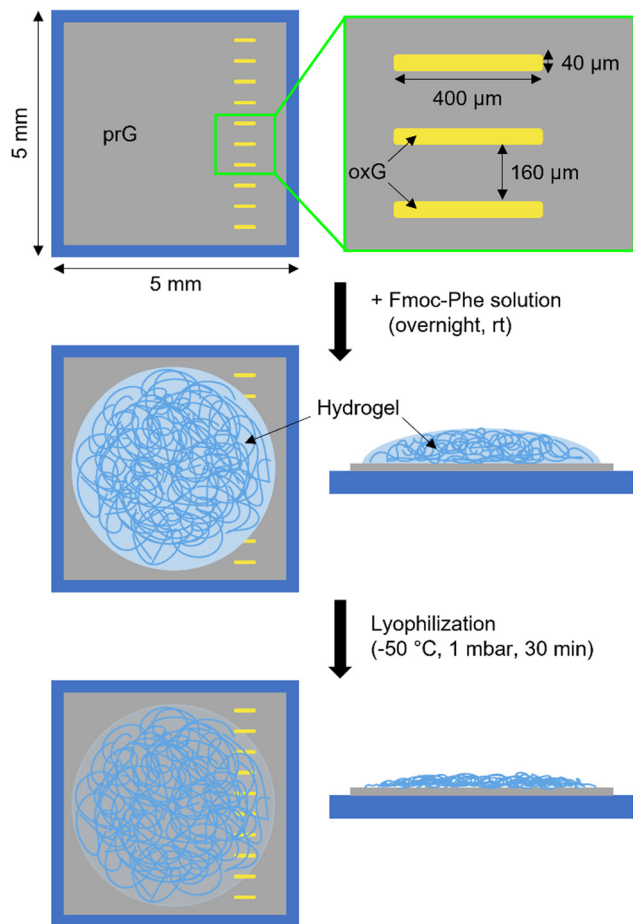 5 mm
prG
5 mm
40 µm
400 µm
oxG
160 µm
+ Fmoc-Phe solution
(overnight, rt)
Hydrogel
Lyophilization
(-50 °C, 1 mbar, 30 min)